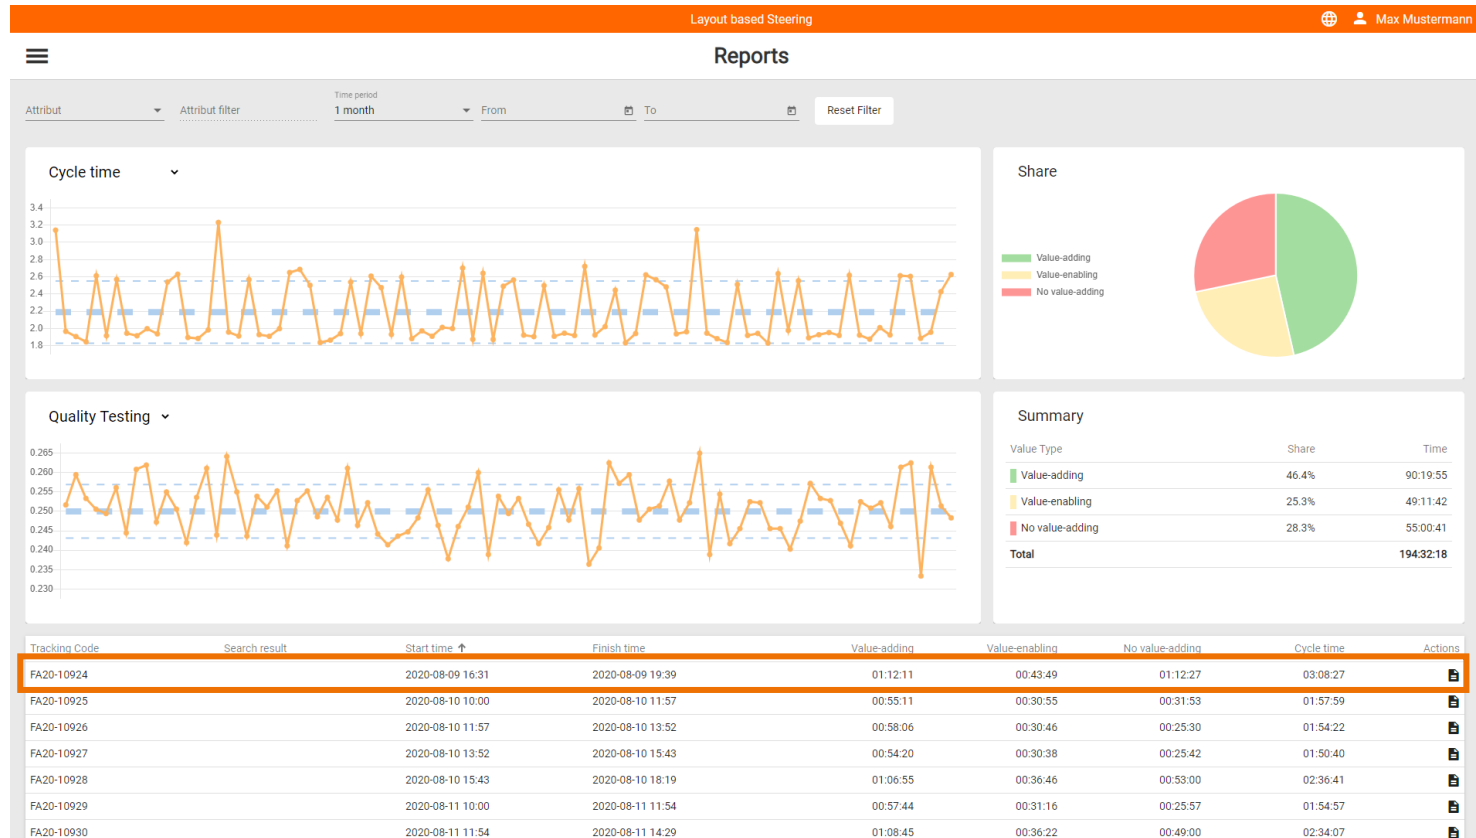 Layout based Steering
Max Mustermann
Reports
Attribut
Attribut filter
Time period
1 month
From
To
Reset Filter
Cycle time
3.4
3.2
3.0
2.8
2.6
2.4
2.2
2.0
1.8
Share
Value-adding
Value-enabling
No value-adding
Quality Testing
0.265
0.260
0.255
0.250
0.245
0.240
0.235
0.230
Summary
Value Type Share Time
Value-adding 46.4% 90:19:55
Value-enabling 25.3% 49:11:42
No value-adding 28.3% 55:00:41
Total 194:32:18
Tracking Code Search result Start time Finish time Value-adding Value-enabling No value-adding Cycle time Actions
FA20-10924 2020-08-09 16:31 2020-08-09 19:39 01:12:11 00:43:49 01:12:27 03:08:27
FA20-10925 2020-08-10 10:00 2020-08-10 11:57 00:55:11 00:30:55 00:31:53 01:57:59
FA20-10926 2020-08-10 11:57 2020-08-10 13:52 00:58:06 00:30:46 00:25:30 01:54:22
FA20-10927 2020-08-10 13:52 2020-08-10 15:43 00:54:20 00:30:38 00:25:42 01:50:40
FA20-10928 2020-08-10 15:43 2020-08-10 18:19 01:06:55 00:36:46 00:53:00 02:36:41
FA20-10929 2020-08-11 10:00 2020-08-11 11:54 00:57:44 00:31:16 00:25:57 01:54:57
FA20-10930 2020-08-11 11:54 2020-08-11 14:29 01:08:45 00:36:22 00:49:00 02:34:07